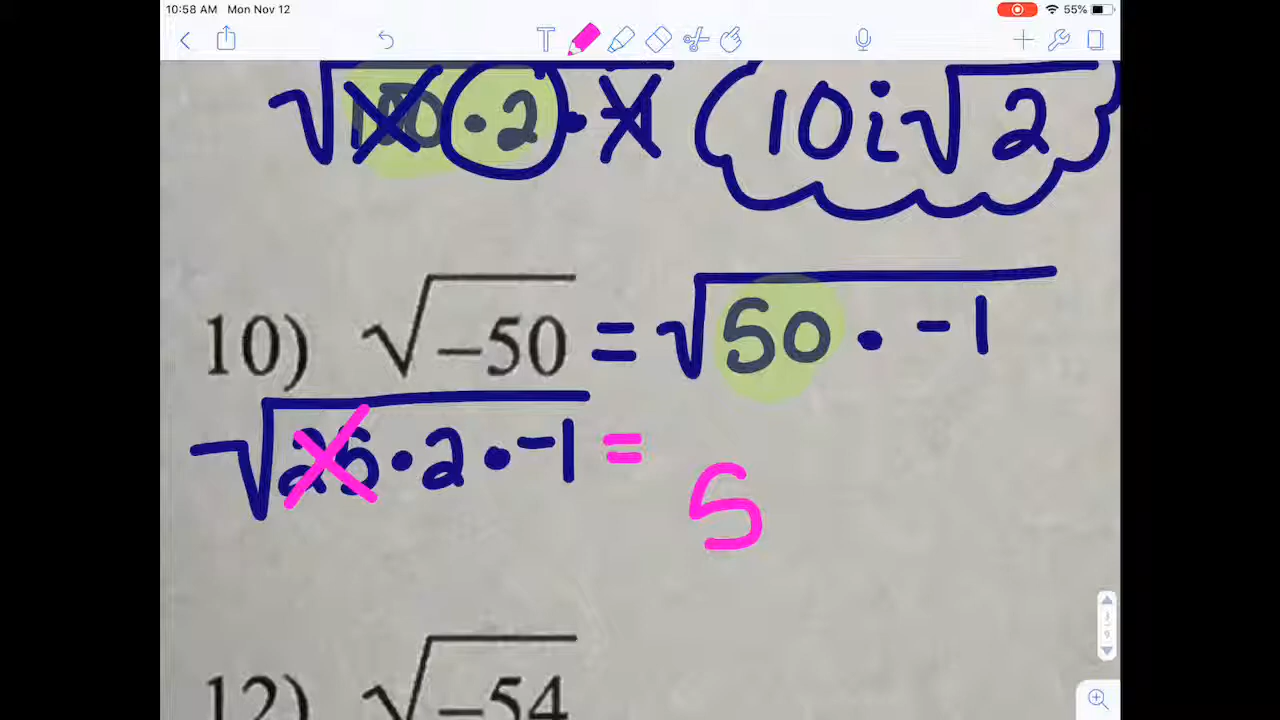 10:58 AM Mon Nov 12 55%
T
√100 · 2 · -1 10i√2
10) √-50 = √50 · -1
√25 · 2 · -1 =
5
12) √-54